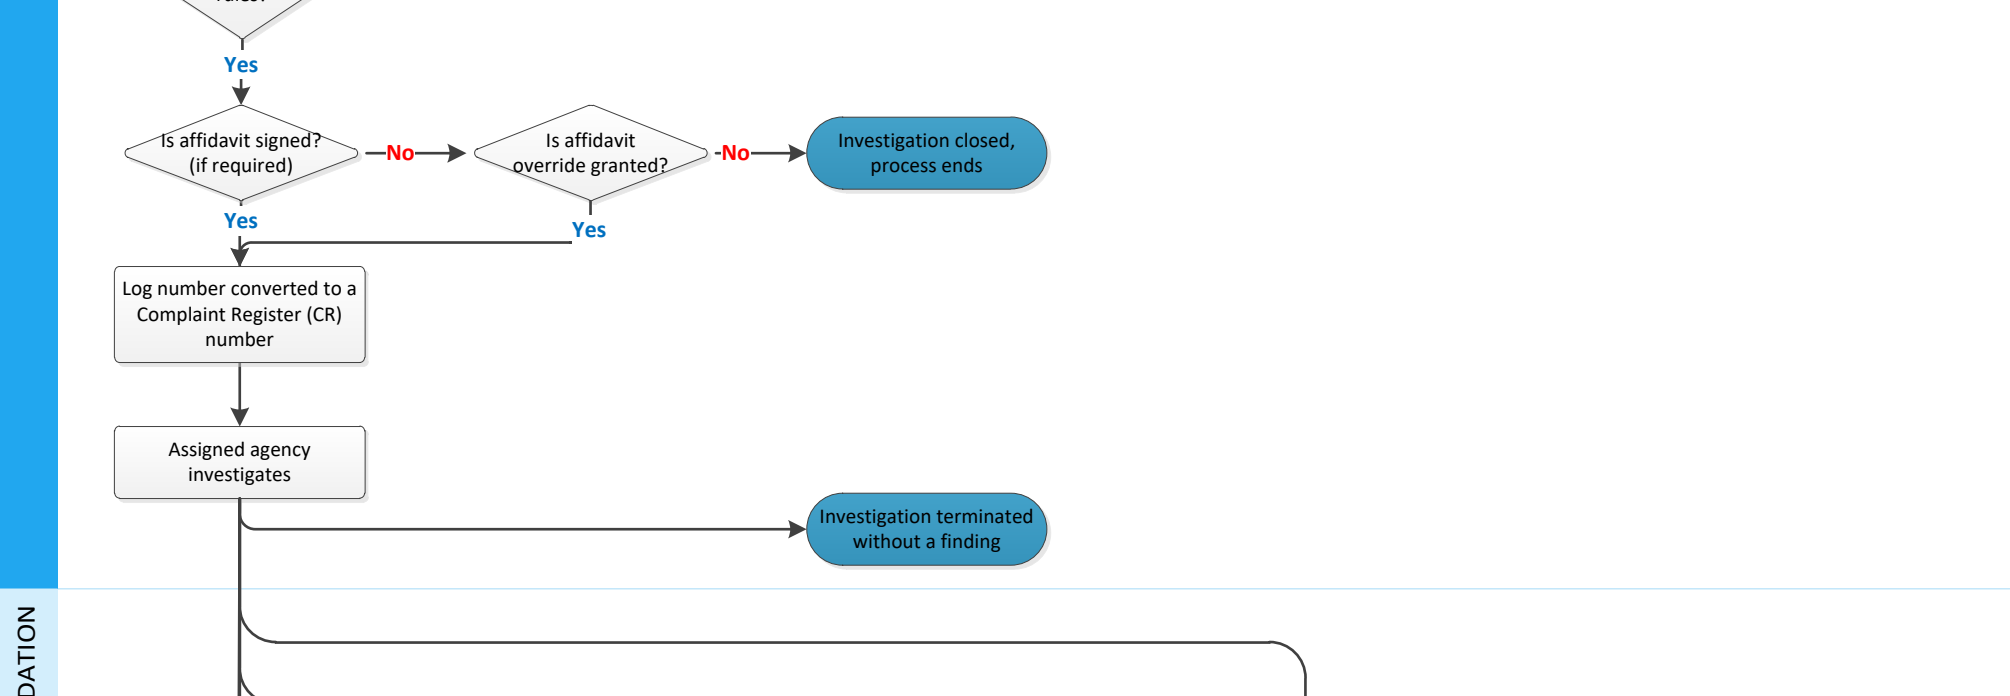 Yes
Is affidavit signed?
(if required)
No
Is affidavit
override granted?
No
Investigation closed,
process ends
Yes
Yes
Log number converted to a
Complaint Register (CR)
number
Assigned agency
investigates
Investigation terminated
without a finding
DATION